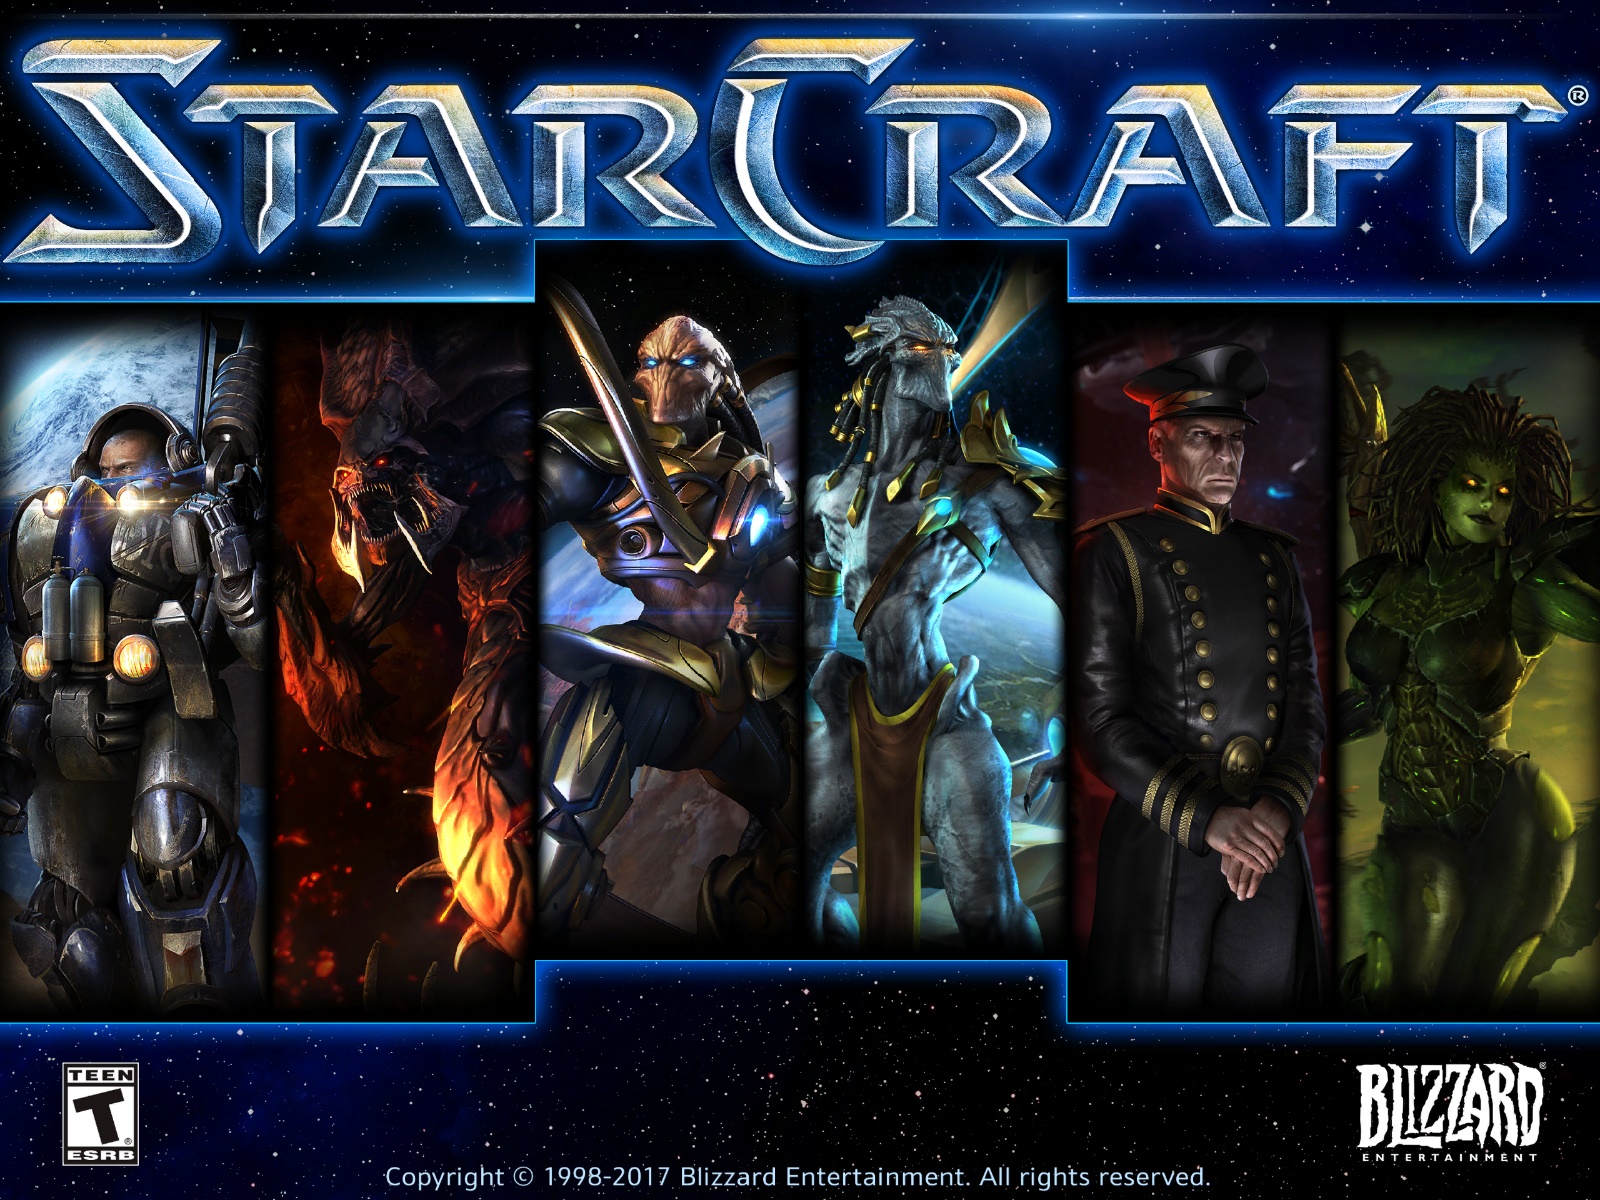 STARCRAFT®
TEEN
T®
ESRB
BLIZZARD®
ENTERTAINMENT
Copyright © 1998-2017 Blizzard Entertainment. All rights reserved.